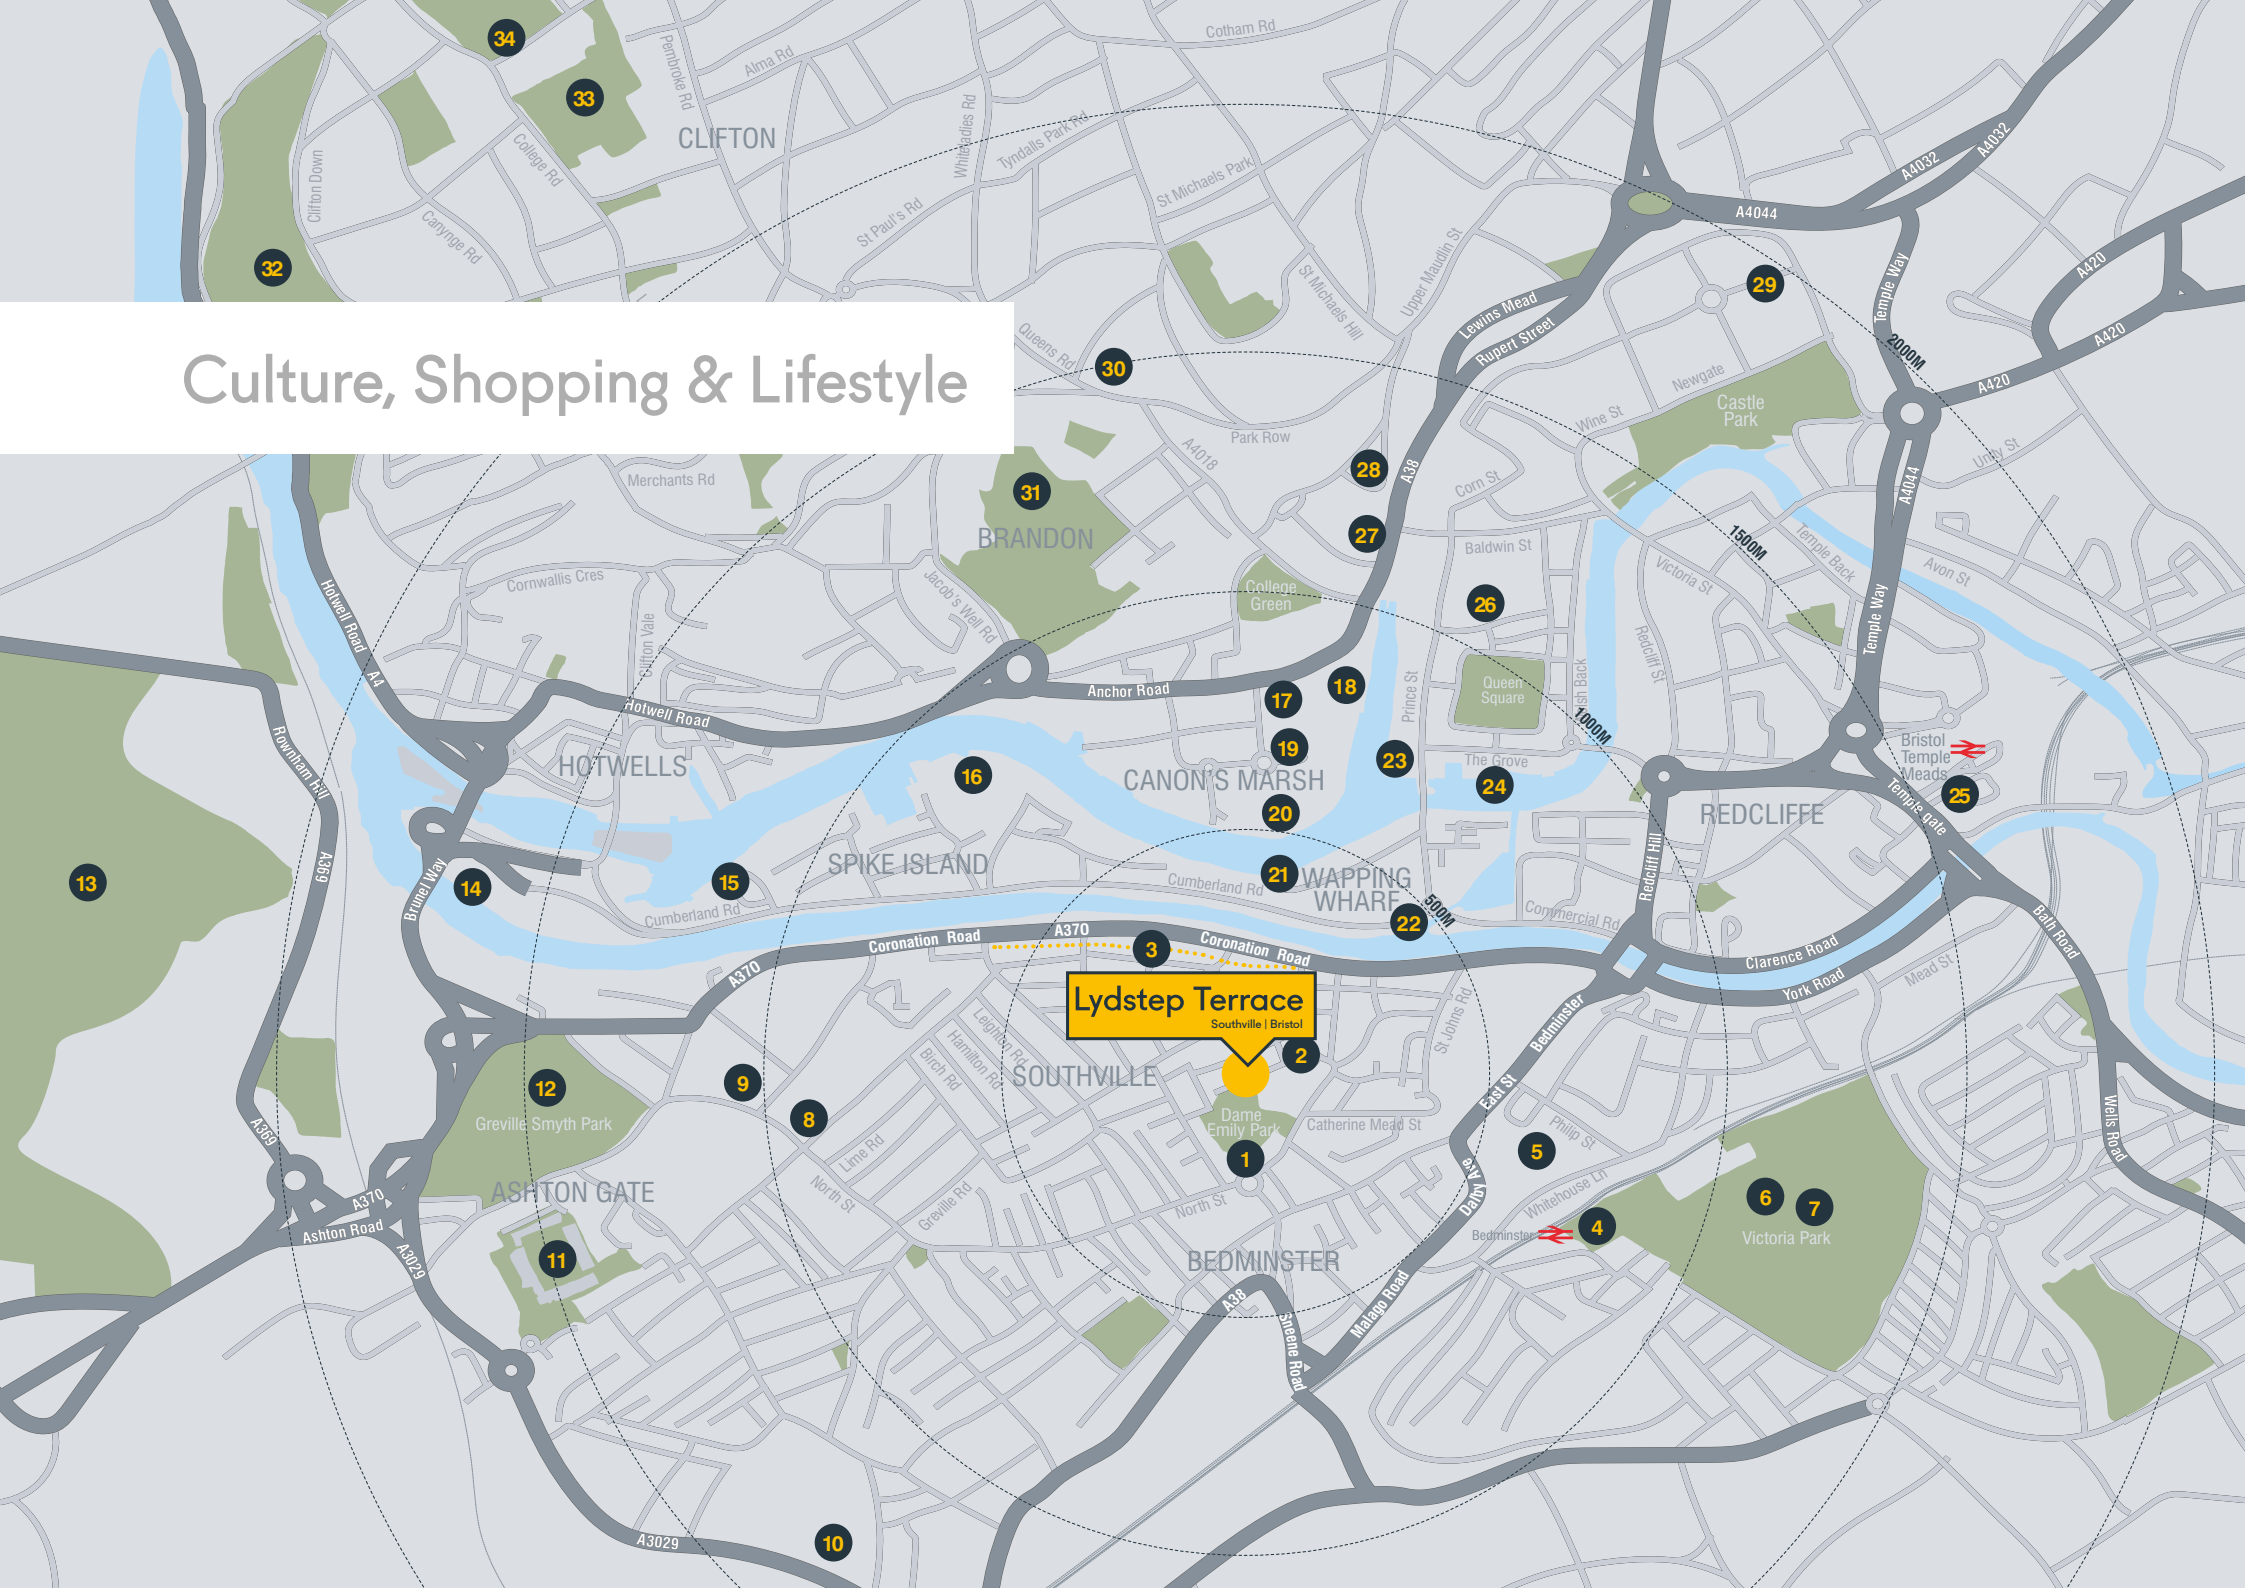 34
33
CLIFTON
Pembroke Rd
Alma Rd
Cotham Rd
Whiteladies Rd
Tyndalls Park Rd
St Michaels Park
St Paul's Rd
College Rd
Clifton Down
Canynge Rd
32
A4032
A4032
A4044
Temple Way
A420
A420
A420
2000M
29
Upper Maudlin St
St Michaels Hill
Lewins Mead
Rupert Street
Queens Rd
30
Culture, Shopping & Lifestyle
Newgate
Castle
Park
Wine St
Park Row
A4018
A38
28
27
Corn St
Baldwin St
Unity St
A4044
1500M
Temple Back
Avon St
Victoria St
Temple Way
Merchants Rd
31
BRANDON
Cornwallis Cres
Jacob's Well Rd
Clifton Vale
Hotwell Road
A4
College
Green
26
Redcliff St
Queen
Square
Prince St
1000M
Anchor Road
17
18
Hotwell Road
HOTWELLS
16
19
CANON'S MARSH
20
23
The Grove
24
REDCLIFFE
Bristol
Temple
Meads
25
Temple gate
Rownham Hill
A369
13
Brunel Way
14
15
SPIKE ISLAND
Cumberland Rd
Cumberland Rd
21
WAPPING
WHARF
22
500M
Commercial Rd
Redcliff Hill
Clarence Road
York Road
Mead St
Bath Road
Wells Road
A370
Coronation Road
A370
3
Coronation Road
Lydstep Terrace
Southville | Bristol
2
St Johns Rd
Bedminster
East St
Leighton Rd
Hamilton Rd
Birch Rd
SOUTHVILLE
Dame
Emily Park
Catherine Mead St
1
5
Philip St
Whitehouse Ln
Dalby Ave
Bedminster
4
6
7
Victoria Park
9
8
12
Greville Smyth Park
Lime Rd
North St
Greville Rd
North St
ASHTON GATE
11
A369
A370
Ashton Road
A3029
BEDMINSTER
A38
Sheene Road
Malago Road
A3029
10